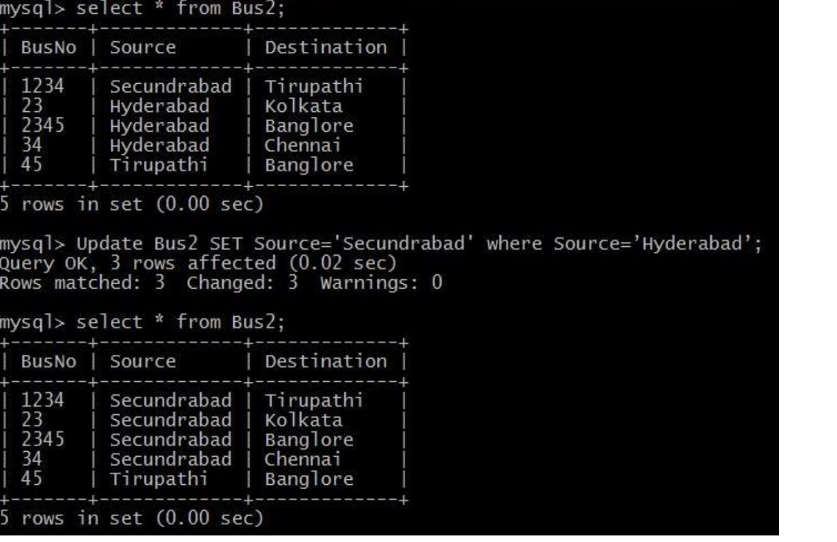 mysql> select * from Bus2;
+-------+-------------+-------------+
| BusNo | Source      | Destination |
+-------+-------------+-------------+
| 1234  | Secundrabad | Tirupathi   |
| 23    | Hyderabad   | Kolkata     |
| 2345  | Hyderabad   | Banglore    |
| 34    | Hyderabad   | Chennai     |
| 45    | Tirupathi   | Banglore    |
+-------+-------------+-------------+
5 rows in set (0.00 sec)
mysql> Update Bus2 SET Source='Secundrabad' where Source=’Hyderabad’;
Query OK, 3 rows affected (0.02 sec)
Rows matched: 3  Changed: 3  Warnings: 0
mysql> select * from Bus2;
+-------+-------------+-------------+
| BusNo | Source      | Destination |
+-------+-------------+-------------+
| 1234  | Secundrabad | Tirupathi   |
| 23    | Secundrabad | Kolkata     |
| 2345  | Secundrabad | Banglore    |
| 34    | Secundrabad | Chennai     |
| 45    | Tirupathi   | Banglore    |
+-------+-------------+-------------+
5 rows in set (0.00 sec)